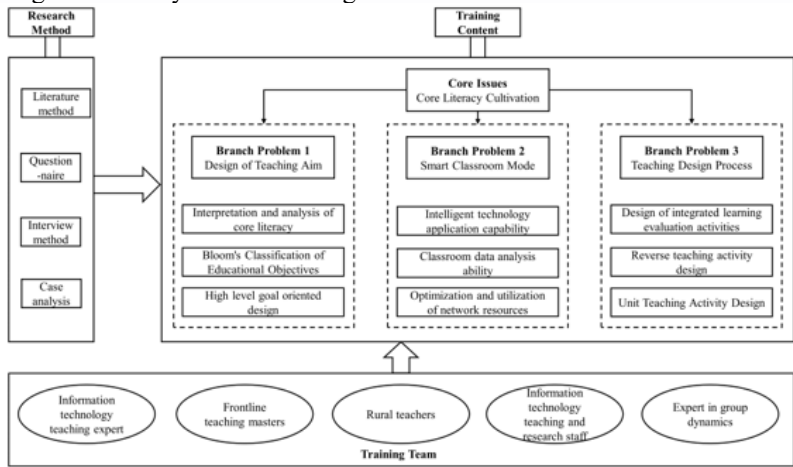 Research
Method
Training
Content
Literature
method
Question
-naire
Interview
method
Case
analysis
Core Issues
Core Literacy Cultivation
Branch Problem 1
Design of Teaching Aim
Interpretation and analysis of
core literacy
Bloom's Classification of
Educational Objectives
High level goal oriented
design
Branch Problem 2
Smart Classroom Mode
Intelligent technology
application capability
Classroom data analysis
ability
Optimization and utilization
of network resources
Branch Problem 3
Teaching Design Process
Design of integrated learning
evaluation activities
Reverse teaching activity
design
Unit Teaching Activity Design
Information
technology
teaching expert
Frontline
teaching masters
Rural teachers
Information
technology
teaching and
research staff
Expert in group
dynamics
Training Team